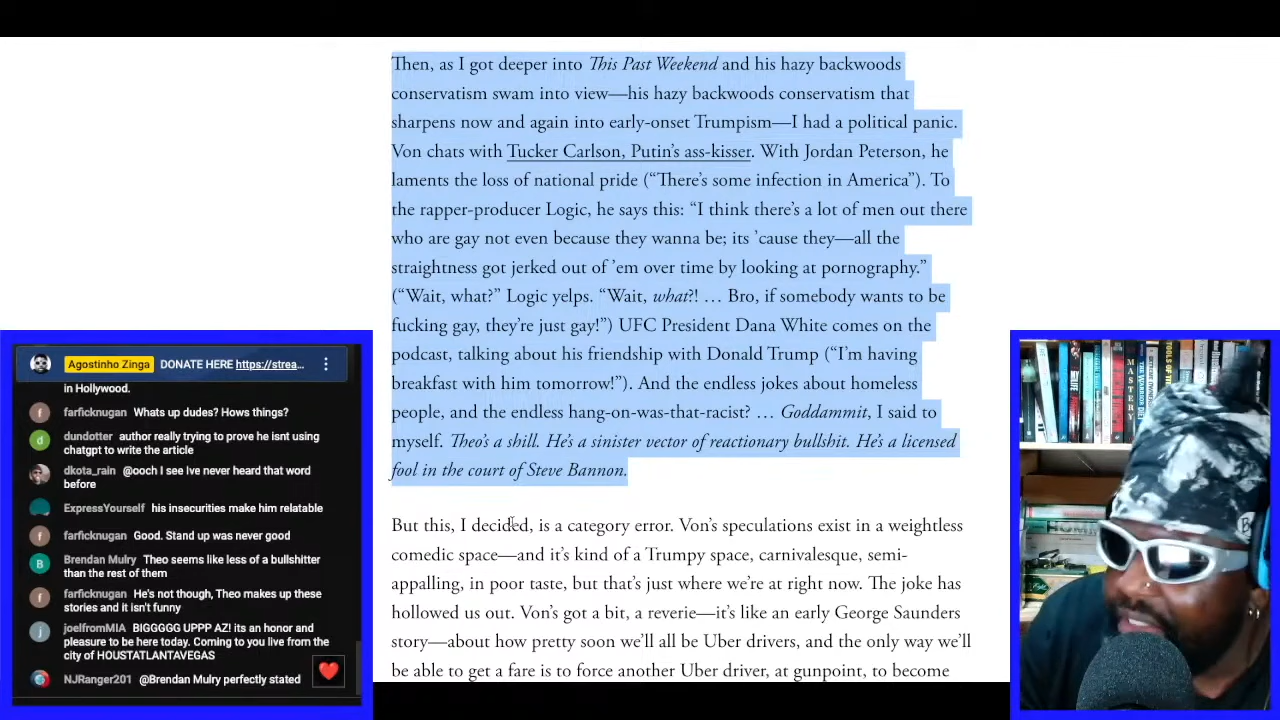 Then, as I got deeper into This Past Weekend and his hazy backwoods
conservatism swam into view—his hazy backwoods conservatism that
sharpens now and again into early-onset Trumpism—I had a political panic.
Von chats with Tucker Carlson, Putin’s ass-kisser. With Jordan Peterson, he
laments the loss of national pride (“There’s some infection in America”). To
the rapper-producer Logic, he says this: “I think there’s a lot of men out there
who are gay not even because they wanna be; its ’cause they—all the
straightness got jerked out of ’em over time by looking at pornography.”
(“Wait, what?” Logic yelps. “Wait, what?! … Bro, if somebody wants to be
fucking gay, they’re just gay!”) UFC President Dana White comes on the
podcast, talking about his friendship with Donald Trump (“I’m having
breakfast with him tomorrow!”). And the endless jokes about homeless
people, and the endless hang-on-was-that-racist? … Goddammit, I said to
myself. Theo’s a shill. He’s a sinister vector of reactionary bullshit. He’s a licensed
fool in the court of Steve Bannon.
But this, I decided, is a category error. Von’s speculations exist in a weightless
comedic space—and it’s kind of a Trumpy space, carnivalesque, semi-
appalling, in poor taste, but that’s just where we’re at right now. The joke has
hollowed us out. Von’s got a bit, a reverie—it’s like an early George Saunders
story—about how pretty soon we’ll all be Uber drivers, and the only way we’ll
be able to get a fare is to force another Uber driver, at gunpoint, to become
Agostinho Zinga DONATE HERE https://strea...
in Hollywood.
f farficknugan Whats up dudes? Hows things?
d dundotter author really trying to prove he isnt using
chatgpt to write the article
dkota_rain @ooch I see Ive never heard that word
before
ExpressYourself his insecurities make him relatable
f farficknugan Good. Stand up was never good
B Brendan Mulry Theo seems like less of a bullshitter
than the rest of them
f farficknugan He's not though, Theo makes up these
stories and it isn't funny
j joelfromMIA BIGGGGG UPPP AZ! its an honor and
pleasure to be here today. Coming to you live from the
city of HOUSTATLANTAVEGAS
NJRanger201 @Brendan Mulry perfectly stated
MASTERY
THE WARRIOR DIET
TOOLS OF